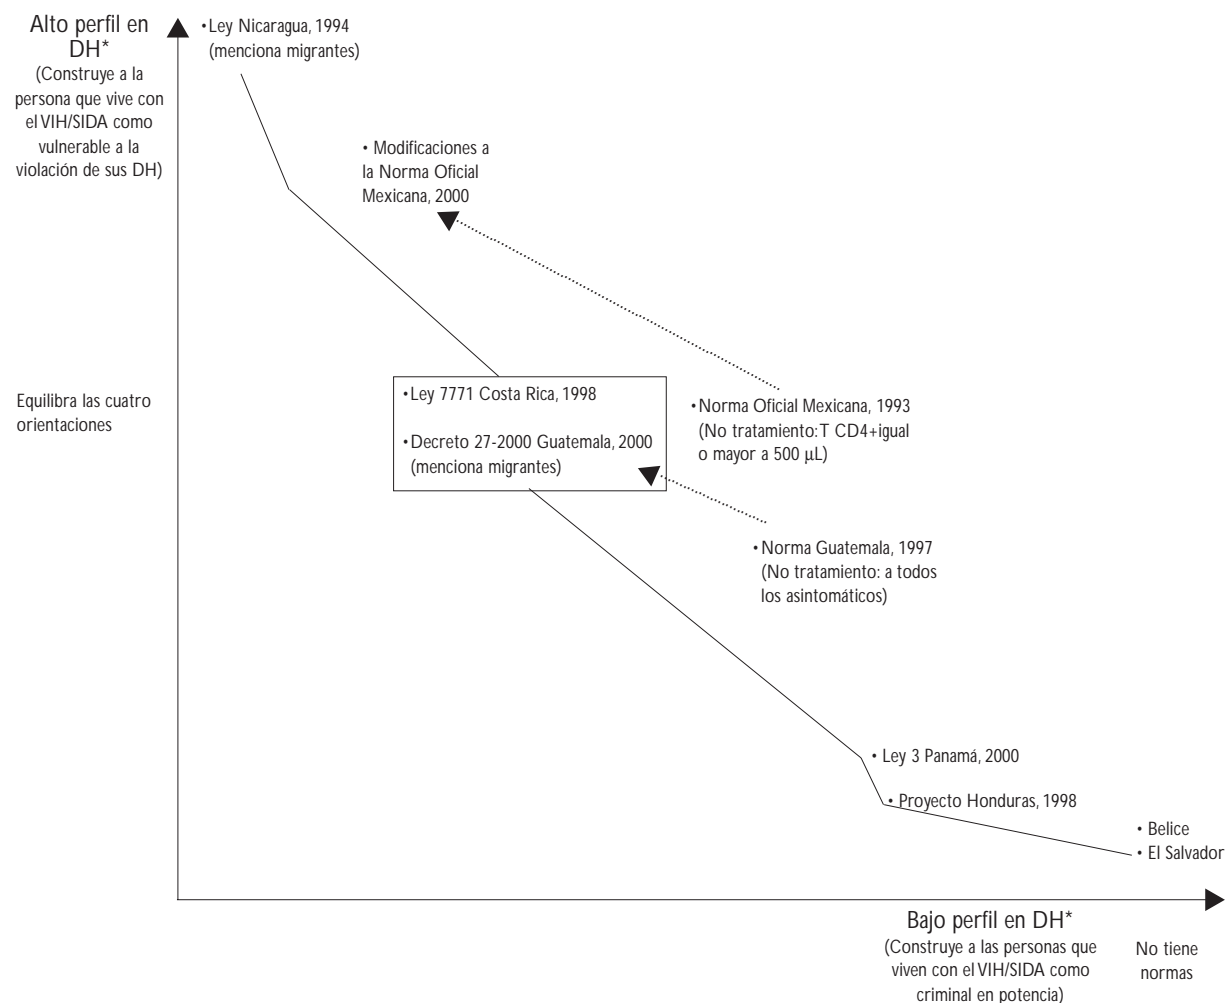 Alto perfil en
DH*
(Construye a la
persona que vive con
el VIH/SIDA como
vulnerable a la
violación de sus DH)
• Ley Nicaragua, 1994
(menciona migrantes)
• Modificaciones a
la Norma Oficial
Mexicana, 2000
Equilibra las cuatro
orientaciones
• Ley 7771 Costa Rica, 1998
• Decreto 27-2000 Guatemala, 2000
(menciona migrantes)
• Norma Oficial Mexicana, 1993
(No tratamiento: T CD4+igual
o mayor a 500 µL)
• Norma Guatemala, 1997
(No tratamiento: a todos
los asintomáticos)
• Ley 3 Panamá, 2000
• Proyecto Honduras, 1998
• Belice
• El Salvador
Bajo perfil en DH*
(Construye a las personas que
viven con el VIH/SIDA como
criminal en potencia)
No tiene
normas